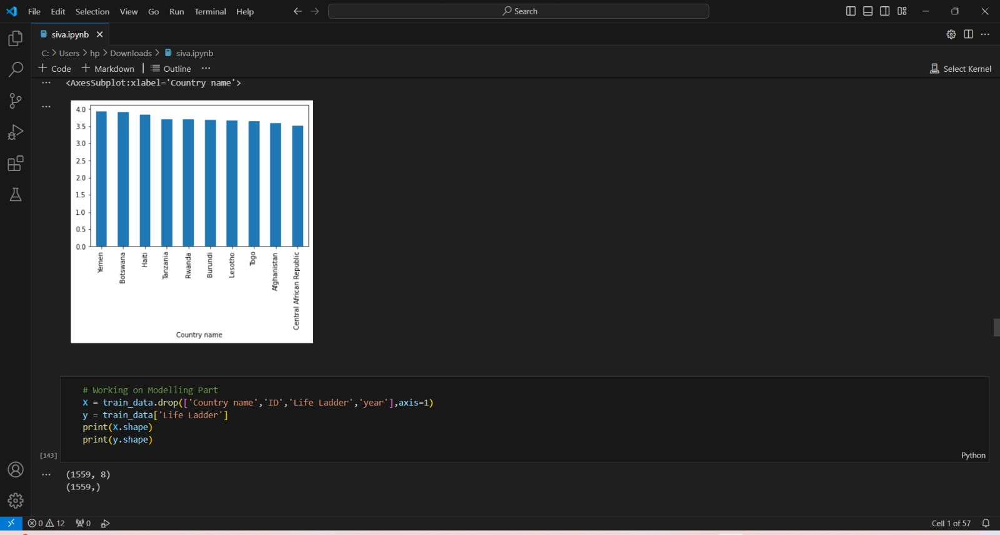 File Edit Selection View Go Run Terminal Help
Search
siva.ipynb
C: > Users > hp > Downloads > siva.ipynb
+ Code + Markdown | Outline ...
Select Kernel
... <AxesSubplot:xlabel='Country name'>
...
4.0
3.5
3.0
2.5
2.0
1.5
1.0
0.5
0.0
Yemen
Botswana
Haiti
Tanzania
Rwanda
Burundi
Lesotho
Togo
Afghanistan
Central African Republic
Country name
# Working on Modelling Part
X = train_data.drop(['Country name','ID','Life Ladder','year'],axis=1)
y = train_data['Life Ladder']
print(X.shape)
print(y.shape)
[143]
Python
... (1559, 8)
(1559,)
0 12 0
Cell 1 of 57